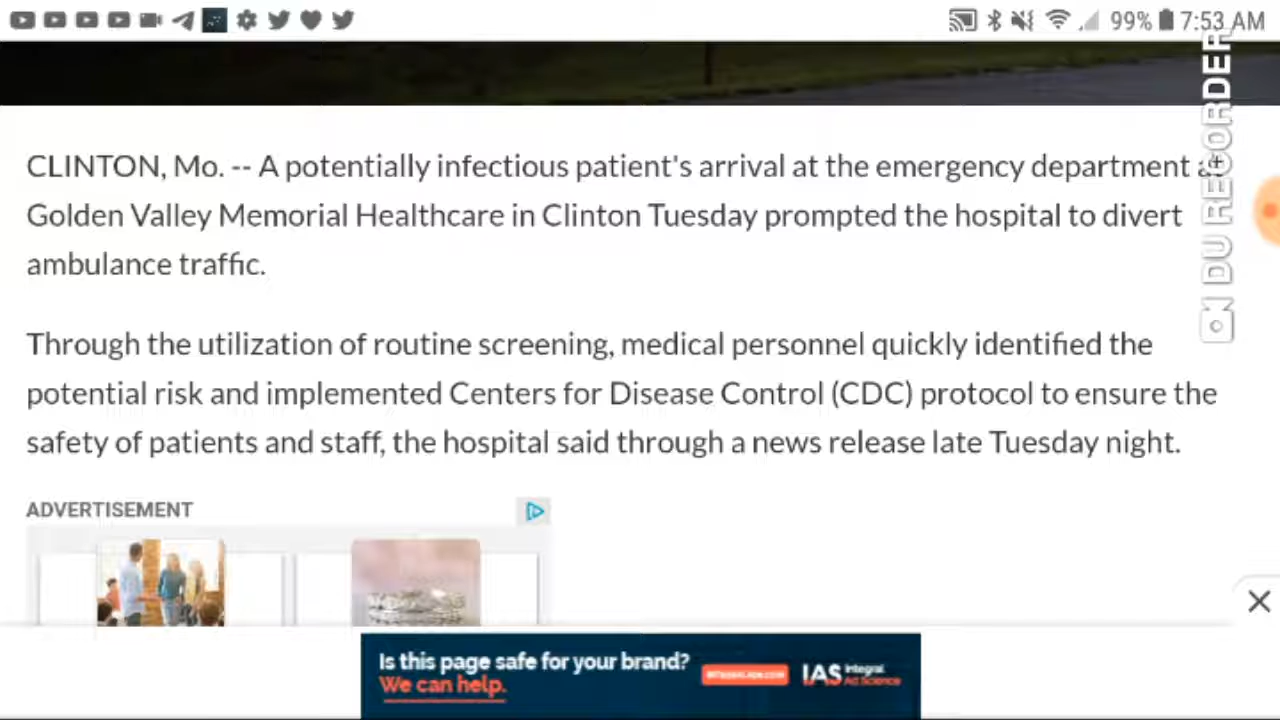 99% 7:53 AM
CLINTON, Mo. -- A potentially infectious patient's arrival at the emergency department at
Golden Valley Memorial Healthcare in Clinton Tuesday prompted the hospital to divert
ambulance traffic.
Through the utilization of routine screening, medical personnel quickly identified the
potential risk and implemented Centers for Disease Control (CDC) protocol to ensure the
safety of patients and staff, the hospital said through a news release late Tuesday night.
DU RECORDER
ADVERTISEMENT
Is this page safe for your brand?
We can help.
IAS Integral
Ad Science